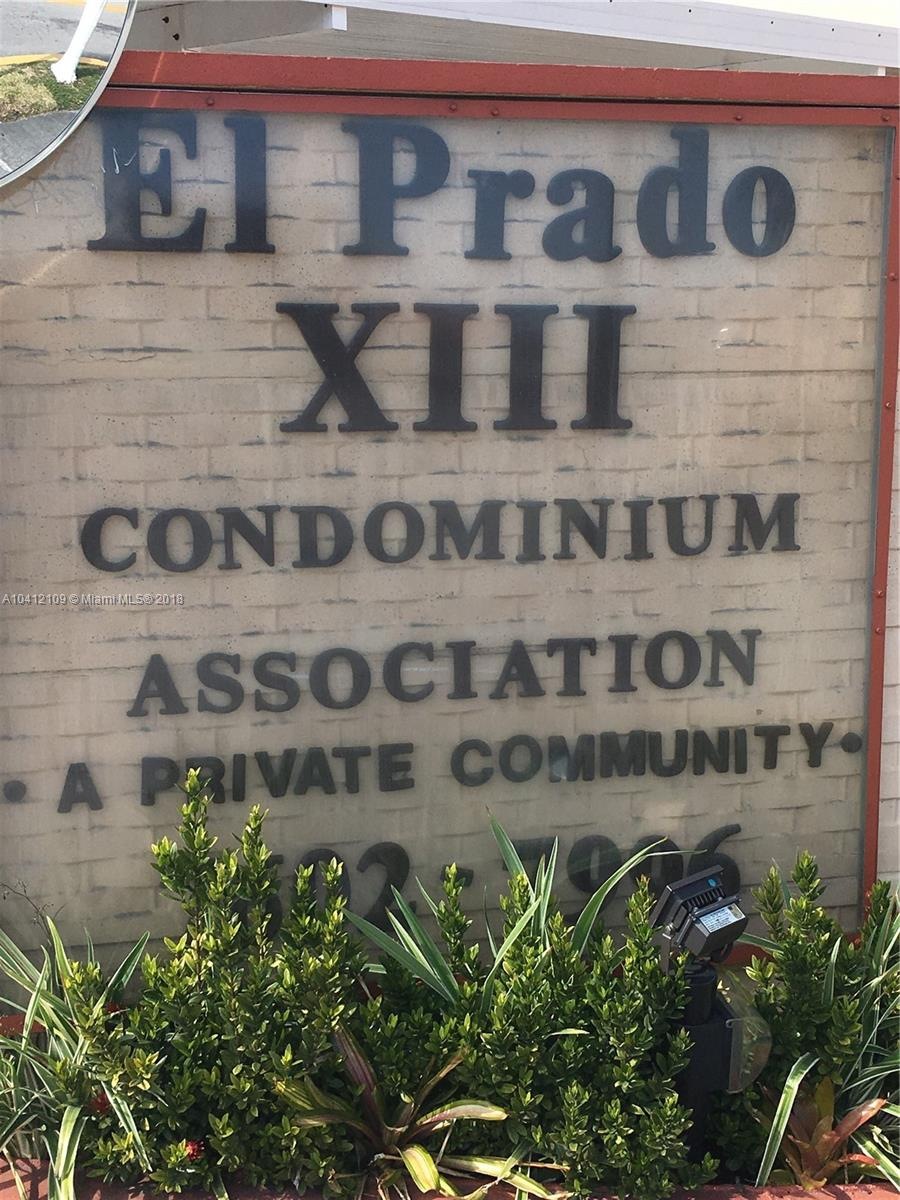 El Prado
XIII
CONDOMINIUM
A10412109 © Miami MLS® 2018
ASSOCIATION
• A PRIVATE COMMUNITY •